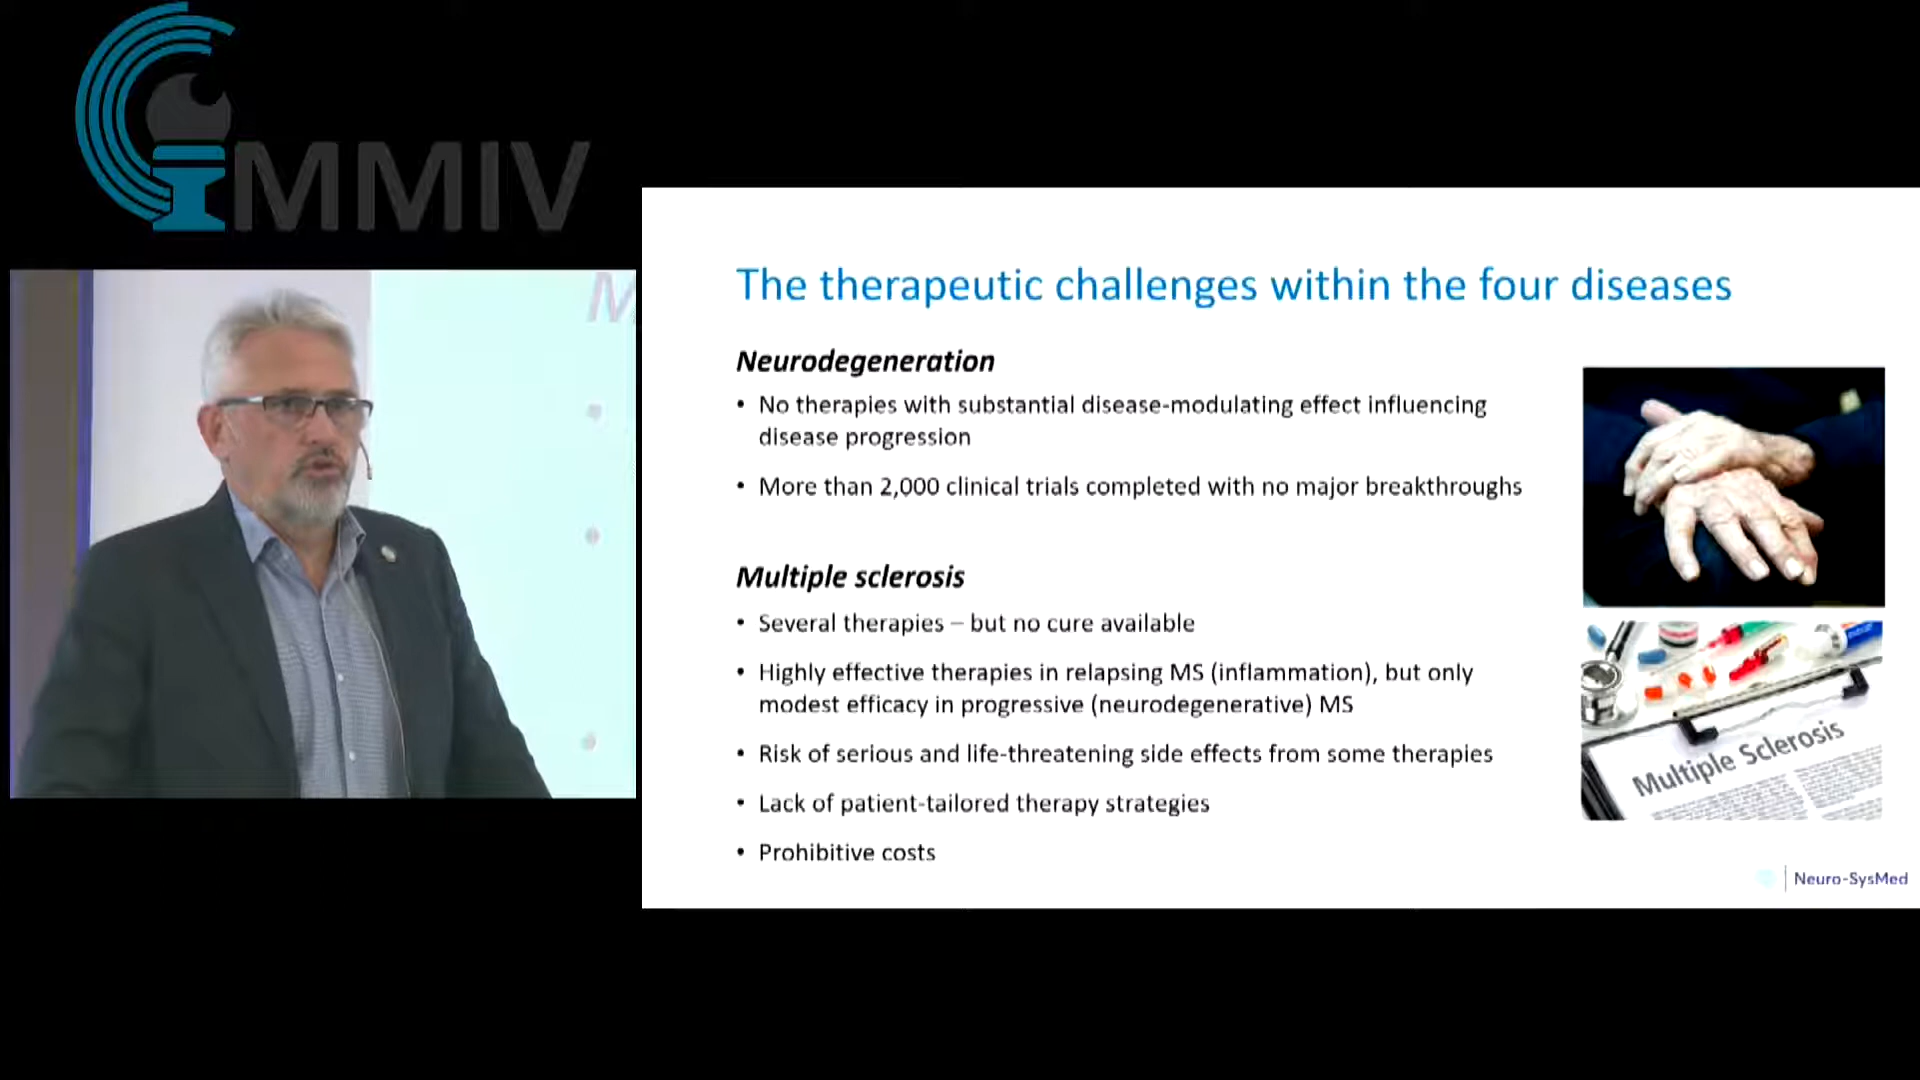 MMIV
The therapeutic challenges within the four diseases
Neurodegeneration
• No therapies with substantial disease-modulating effect influencing
disease progression
• More than 2,000 clinical trials completed with no major breakthroughs
Multiple sclerosis
• Several therapies – but no cure available
• Highly effective therapies in relapsing MS (inflammation), but only
modest efficacy in progressive (neurodegenerative) MS
• Risk of serious and life-threatening side effects from some therapies
• Lack of patient-tailored therapy strategies
• Prohibitive costs
Multiple Sclerosis
Neuro-SysMed